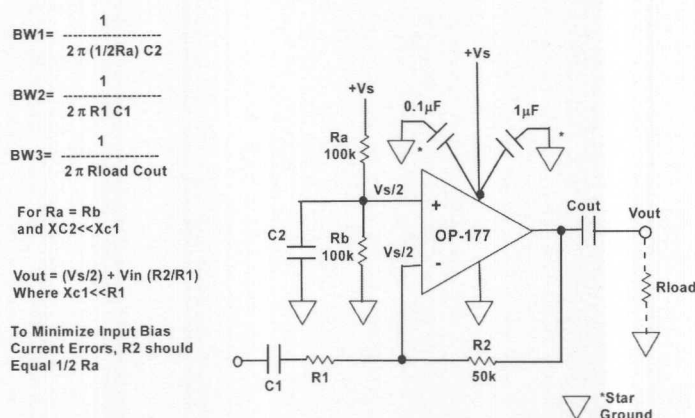 BW1= 1
-----------
2 π (1/2Ra) C2
BW2= 1
-----------
2 π R1 C1
BW3= 1
-----------
2 π Rload Cout
For Ra = Rb
and XC2<<Xc1
Vout = (Vs/2) + Vin (R2/R1)
Where Xc1<<R1
To Minimize Input Bias
Current Errors, R2 should
Equal 1/2 Ra
+Vs
+Vs
0.1µF
1µF
*
*
Ra
100k
Vs/2
+
Cout
Vout
C2
Rb
100k
Vs/2
OP-177
-
Rload
R2
50k
C1
R1
*Star
Ground